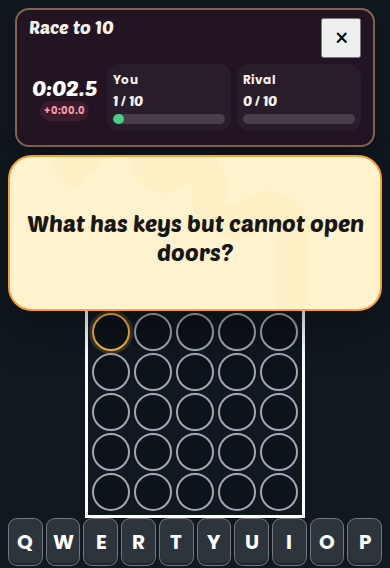 Race to 10
×
0:02.5
+0:00.0
You
1 / 10
Rival
0 / 10
What has keys but cannot open
doors?
Q W E R T Y U I O P